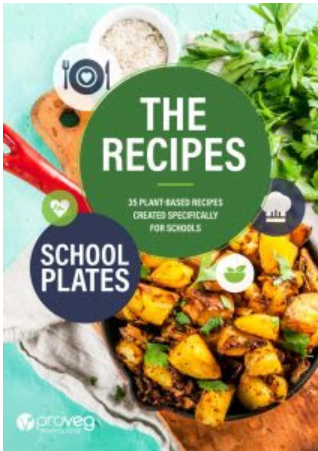 THE
RECIPES
35 PLANT-BASED RECIPES
CREATED SPECIFICALLY
FOR SCHOOLS
SCHOOL
PLATES
proveg